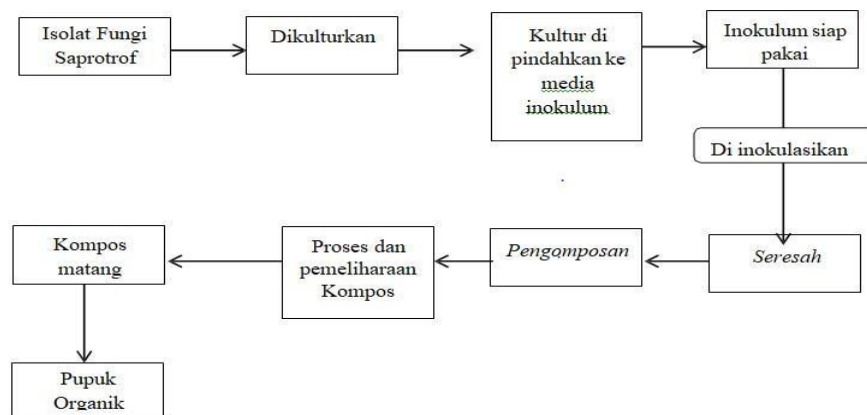 Isolat Fungi
Saprotrof
Dikulturkan
Kultur di
pindahkan ke
media
inokulum
Inokulum siap
pakai
Di inokulasikan
Seresah
Pengomposan
Proses dan
pemeliharaan
Kompos
Kompos
matang
Pupuk
Organik